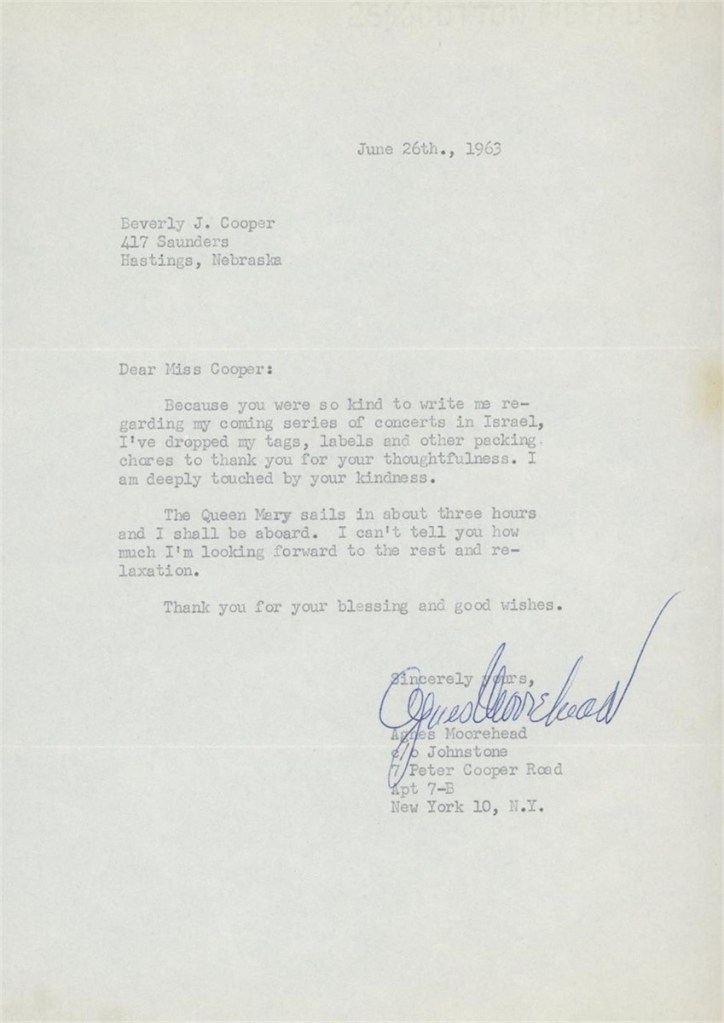 June 26th., 1963
Beverly J. Cooper
417 Saunders
Hastings, Nebraska
Dear Miss Cooper:
Because you were so kind to write me re-
garding my coming series of concerts in Israel,
I've dropped my tags, labels and other packing
chores to thank you for your thoughtfulness. I
am deeply touched by your kindness.
The Queen Mary sails in about three hours
and I shall be aboard. I can't tell you how
much I'm looking forward to the rest and re-
laxation.
Thank you for your blessing and good wishes.
Sincerely yours,
Agnes Moorehead
Agnes Moorehead
c/o Johnstone
7 Peter Cooper Road
Apt 7-B
New York 10, N.Y.